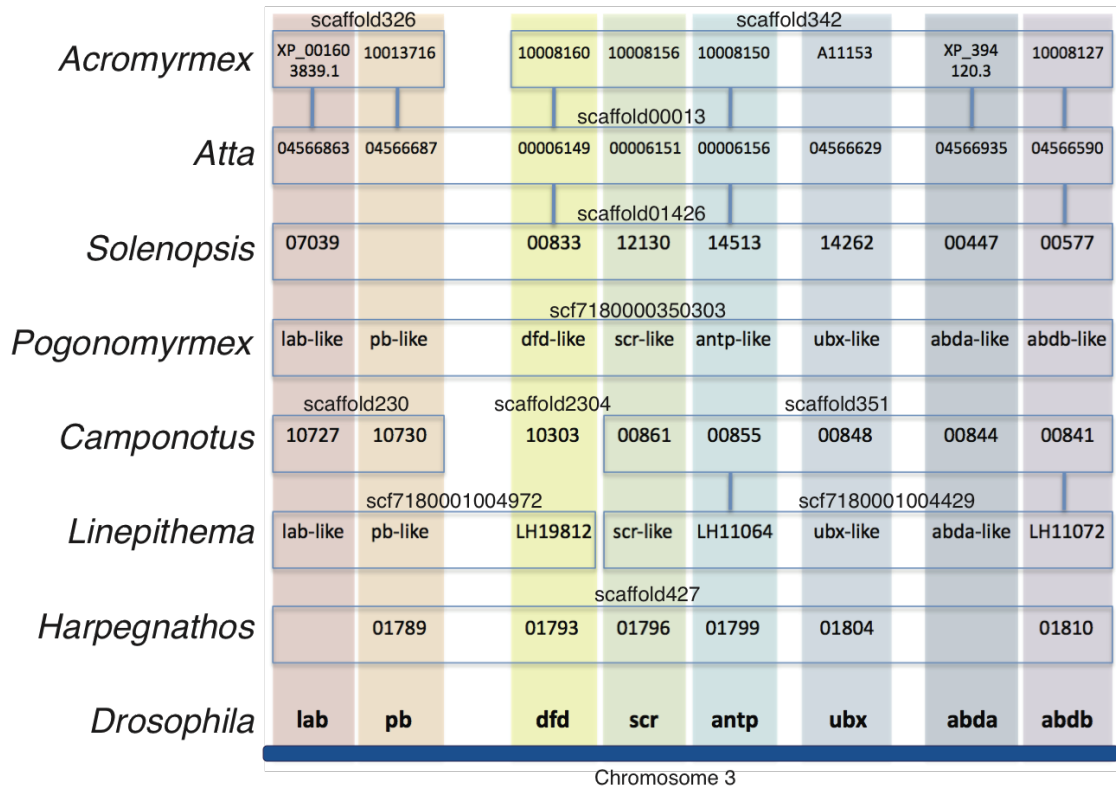 scaffold326 scaffold342
Acromyrmex XP_00160 10013716 10008160 10008156 10008150 A11153 XP_394 10008127
3839.1 120.3
scaffold00013
Atta 04566863 04566687 00006149 00006151 00006156 04566629 04566935 04566590
scaffold01426
Solenopsis 07039 00833 12130 14513 14262 00447 00577
scf7180000350303
Pogonomyrmex lab-like pb-like dfd-like scr-like antp-like ubx-like abda-like abdb-like
scaffold230 scaffold2304 scaffold351
Camponotus 10727 10730 10303 00861 00855 00848 00844 00841
scf7180001004972 scf7180001004429
Linepithema lab-like pb-like LH19812 scr-like LH11064 ubx-like abda-like LH11072
scaffold427
Harpegnathos 01789 01793 01796 01799 01804 01810
Drosophila lab pb dfd scr antp ubx abda abdb
Chromosome 3